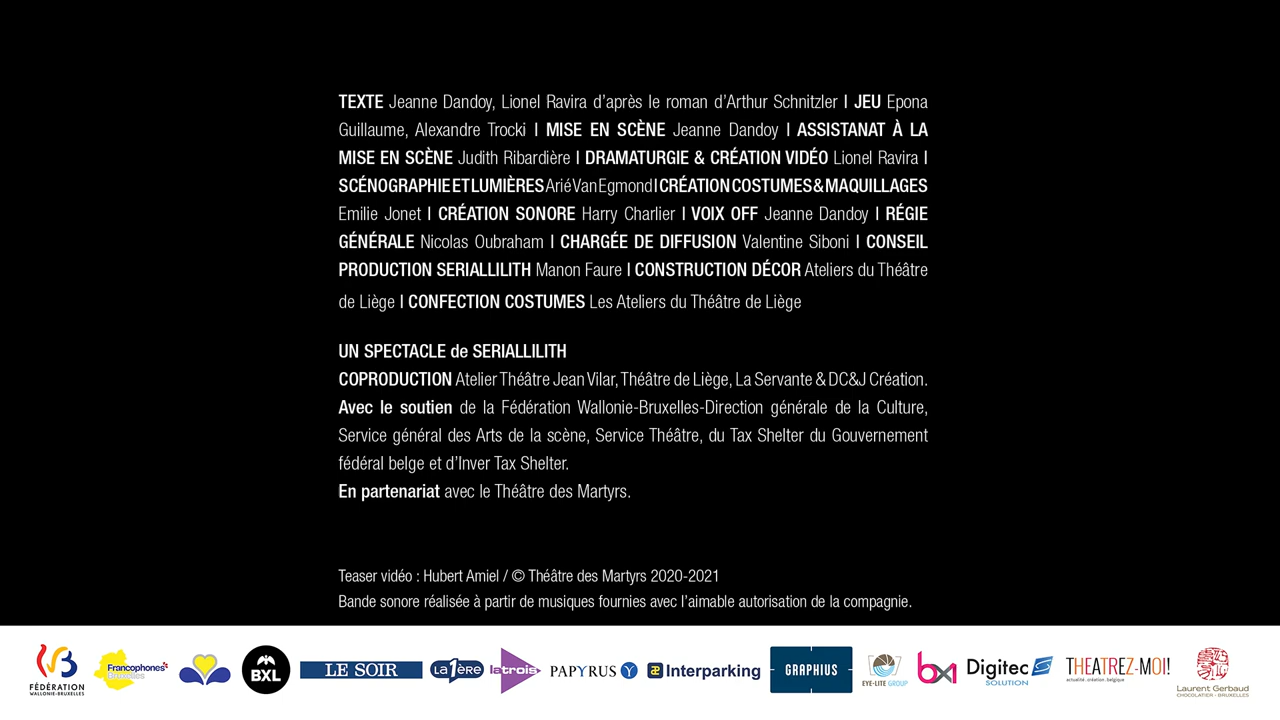 TEXTE Jeanne Dandoy, Lionel Ravira d’après le roman d’Arthur Schnitzler I JEU Epona
Guillaume, Alexandre Trocki I MISE EN SCÈNE Jeanne Dandoy I ASSISTANAT À LA
MISE EN SCÈNE Judith Ribardière I DRAMATURGIE & CRÉATION VIDÉO Lionel Ravira I
SCÉNOGRAPHIE ET LUMIÈRES Arié Van Egmond I CRÉATION COSTUMES & MAQUILLAGES
Emilie Jonet I CRÉATION SONORE Harry Charlier I VOIX OFF Jeanne Dandoy I RÉGIE
GÉNÉRALE Nicolas Oubraham I CHARGÉE DE DIFFUSION Valentine Siboni I CONSEIL
PRODUCTION SERIALLILITH Manon Faure I CONSTRUCTION DÉCOR Ateliers du Théâtre
de Liège I CONFECTION COSTUMES Les Ateliers du Théâtre de Liège
UN SPECTACLE de SERIALLILITH
COPRODUCTION Atelier Théâtre Jean Vilar, Théâtre de Liège, La Servante & DC&J Création.
Avec le soutien de la Fédération Wallonie-Bruxelles-Direction générale de la Culture,
Service général des Arts de la scène, Service Théâtre, du Tax Shelter du Gouvernement
fédéral belge et d’Inver Tax Shelter.
En partenariat avec le Théâtre des Martyrs.
Teaser vidéo : Hubert Amiel / © Théâtre des Martyrs 2020-2021
Bande sonore réalisée à partir de musiques fournies avec l’aimable autorisation de la compagnie.
FÉDÉRATION
WALLONIE-BRUXELLES
Francophones
Bruxelles
BXL
LE SOIR
LA 1ÈRE
latrois
PAPYRUS
Interparking
GRAPHIUS
EYE-LITE GROUP
bm
Digitec
SOLUTION
THEATREZ-MOI!
actualité.création.belgique
Laurent Gerbaud
CHOCOLATIER - BRUXELLES